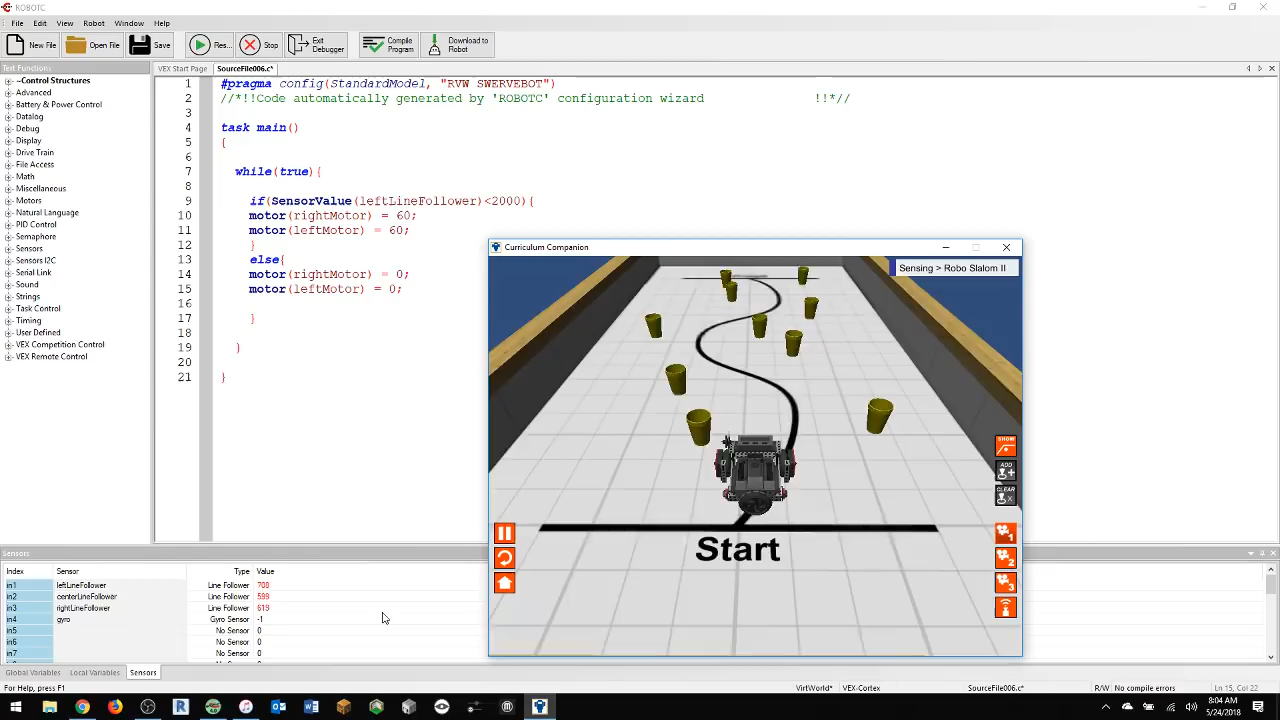 ROBOTC
File Edit View Robot Window Help
New File Open File Save Res... Stop Exit Debugger Compile Program Download to Robot
Text Functions
VEX Start Page SourceFile006.c*
~Control Structures
Advanced
Battery & Power Control
Datalog
Debug
Display
Drive Train
File Access
Math
Miscellaneous
Motors
Natural Language
PID Control
Semaphore
Sensors
Sensors I2C
Serial Link
Sound
Strings
Task Control
Timing
User Defined
VEX Competition Control
VEX Remote Control
1 #pragma config(StandardModel, "RVW SWERVEBOT")
2 //*!!Code automatically generated by 'ROBOTC' configuration wizard !!*//
3
4 task main()
5 {
6
7 while(true){
8
9 if(SensorValue(leftLineFollower)<2000){
10 motor(rightMotor) = 60;
11 motor(leftMotor) = 60;
12 }
13 else{
14 motor(rightMotor) = 0;
15 motor(leftMotor) = 0;
16
17 }
18
19 }
20
21 }
Curriculum Companion
Sensing > Robo Slalom II
SHOW
ADD
CLEAR
1
2
3
Start
Sensors
Index Sensor Type Value
in1 leftLineFollower Line Follower 708
in2 centerLineFollower Line Follower 599
in3 rightLineFollower Line Follower 619
in4 gyro Gyro Sensor -1
in5 No Sensor 0
in6 No Sensor 0
in7 No Sensor 0
Global Variables Local Variables Sensors
For Help, press F1 VirtWorld* VEX-Cortex SourceFile006.c* R/W No compile errors Ln 15, Col 22
8:04 AM
5/24/2018